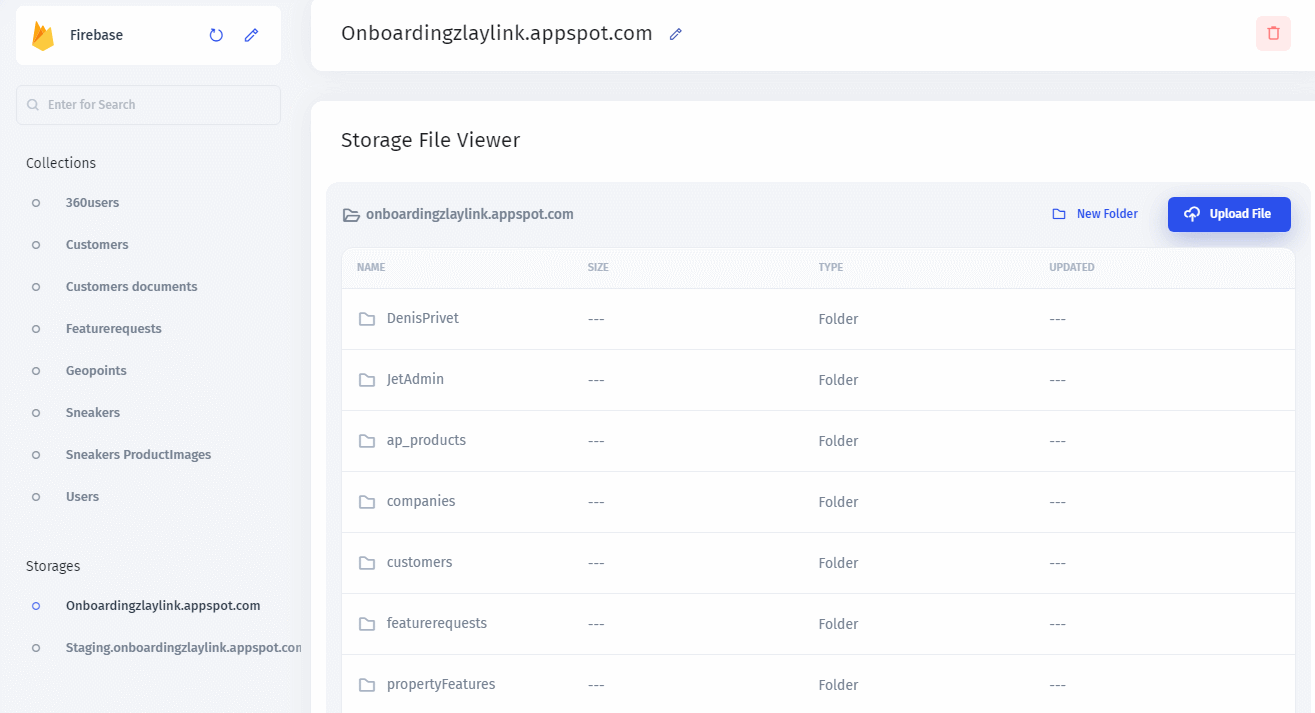 Firebase
Enter for Search
Collections
360users
Customers
Customers documents
Featurerequests
Geopoints
Sneakers
Sneakers ProductImages
Users
Storages
Onboardingzlaylink.appspot.com
Staging.onboardingzlaylink.appspot.com
Onboardingzlaylink.appspot.com
Storage File Viewer
onboardingzlaylink.appspot.com New Folder Upload File
NAME SIZE TYPE UPDATED
DenisPrivet --- Folder ---
JetAdmin --- Folder ---
ap_products --- Folder ---
companies --- Folder ---
customers --- Folder ---
featurerequests --- Folder ---
propertyFeatures --- Folder ---